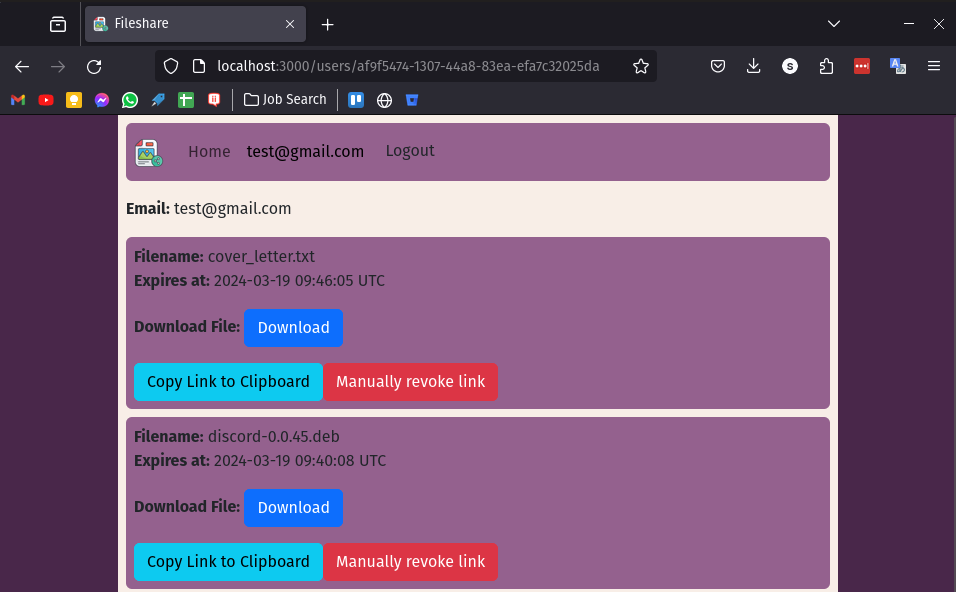 Fileshare
localhost:3000/users/af9f5474-1307-44a8-83ea-efa7c32025da
Job Search
Home test@gmail.com Logout
Email: test@gmail.com
Filename: cover_letter.txt
Expires at: 2024-03-19 09:46:05 UTC
Download File: Download
Copy Link to Clipboard Manually revoke link
Filename: discord-0.0.45.deb
Expires at: 2024-03-19 09:40:08 UTC
Download File: Download
Copy Link to Clipboard Manually revoke link